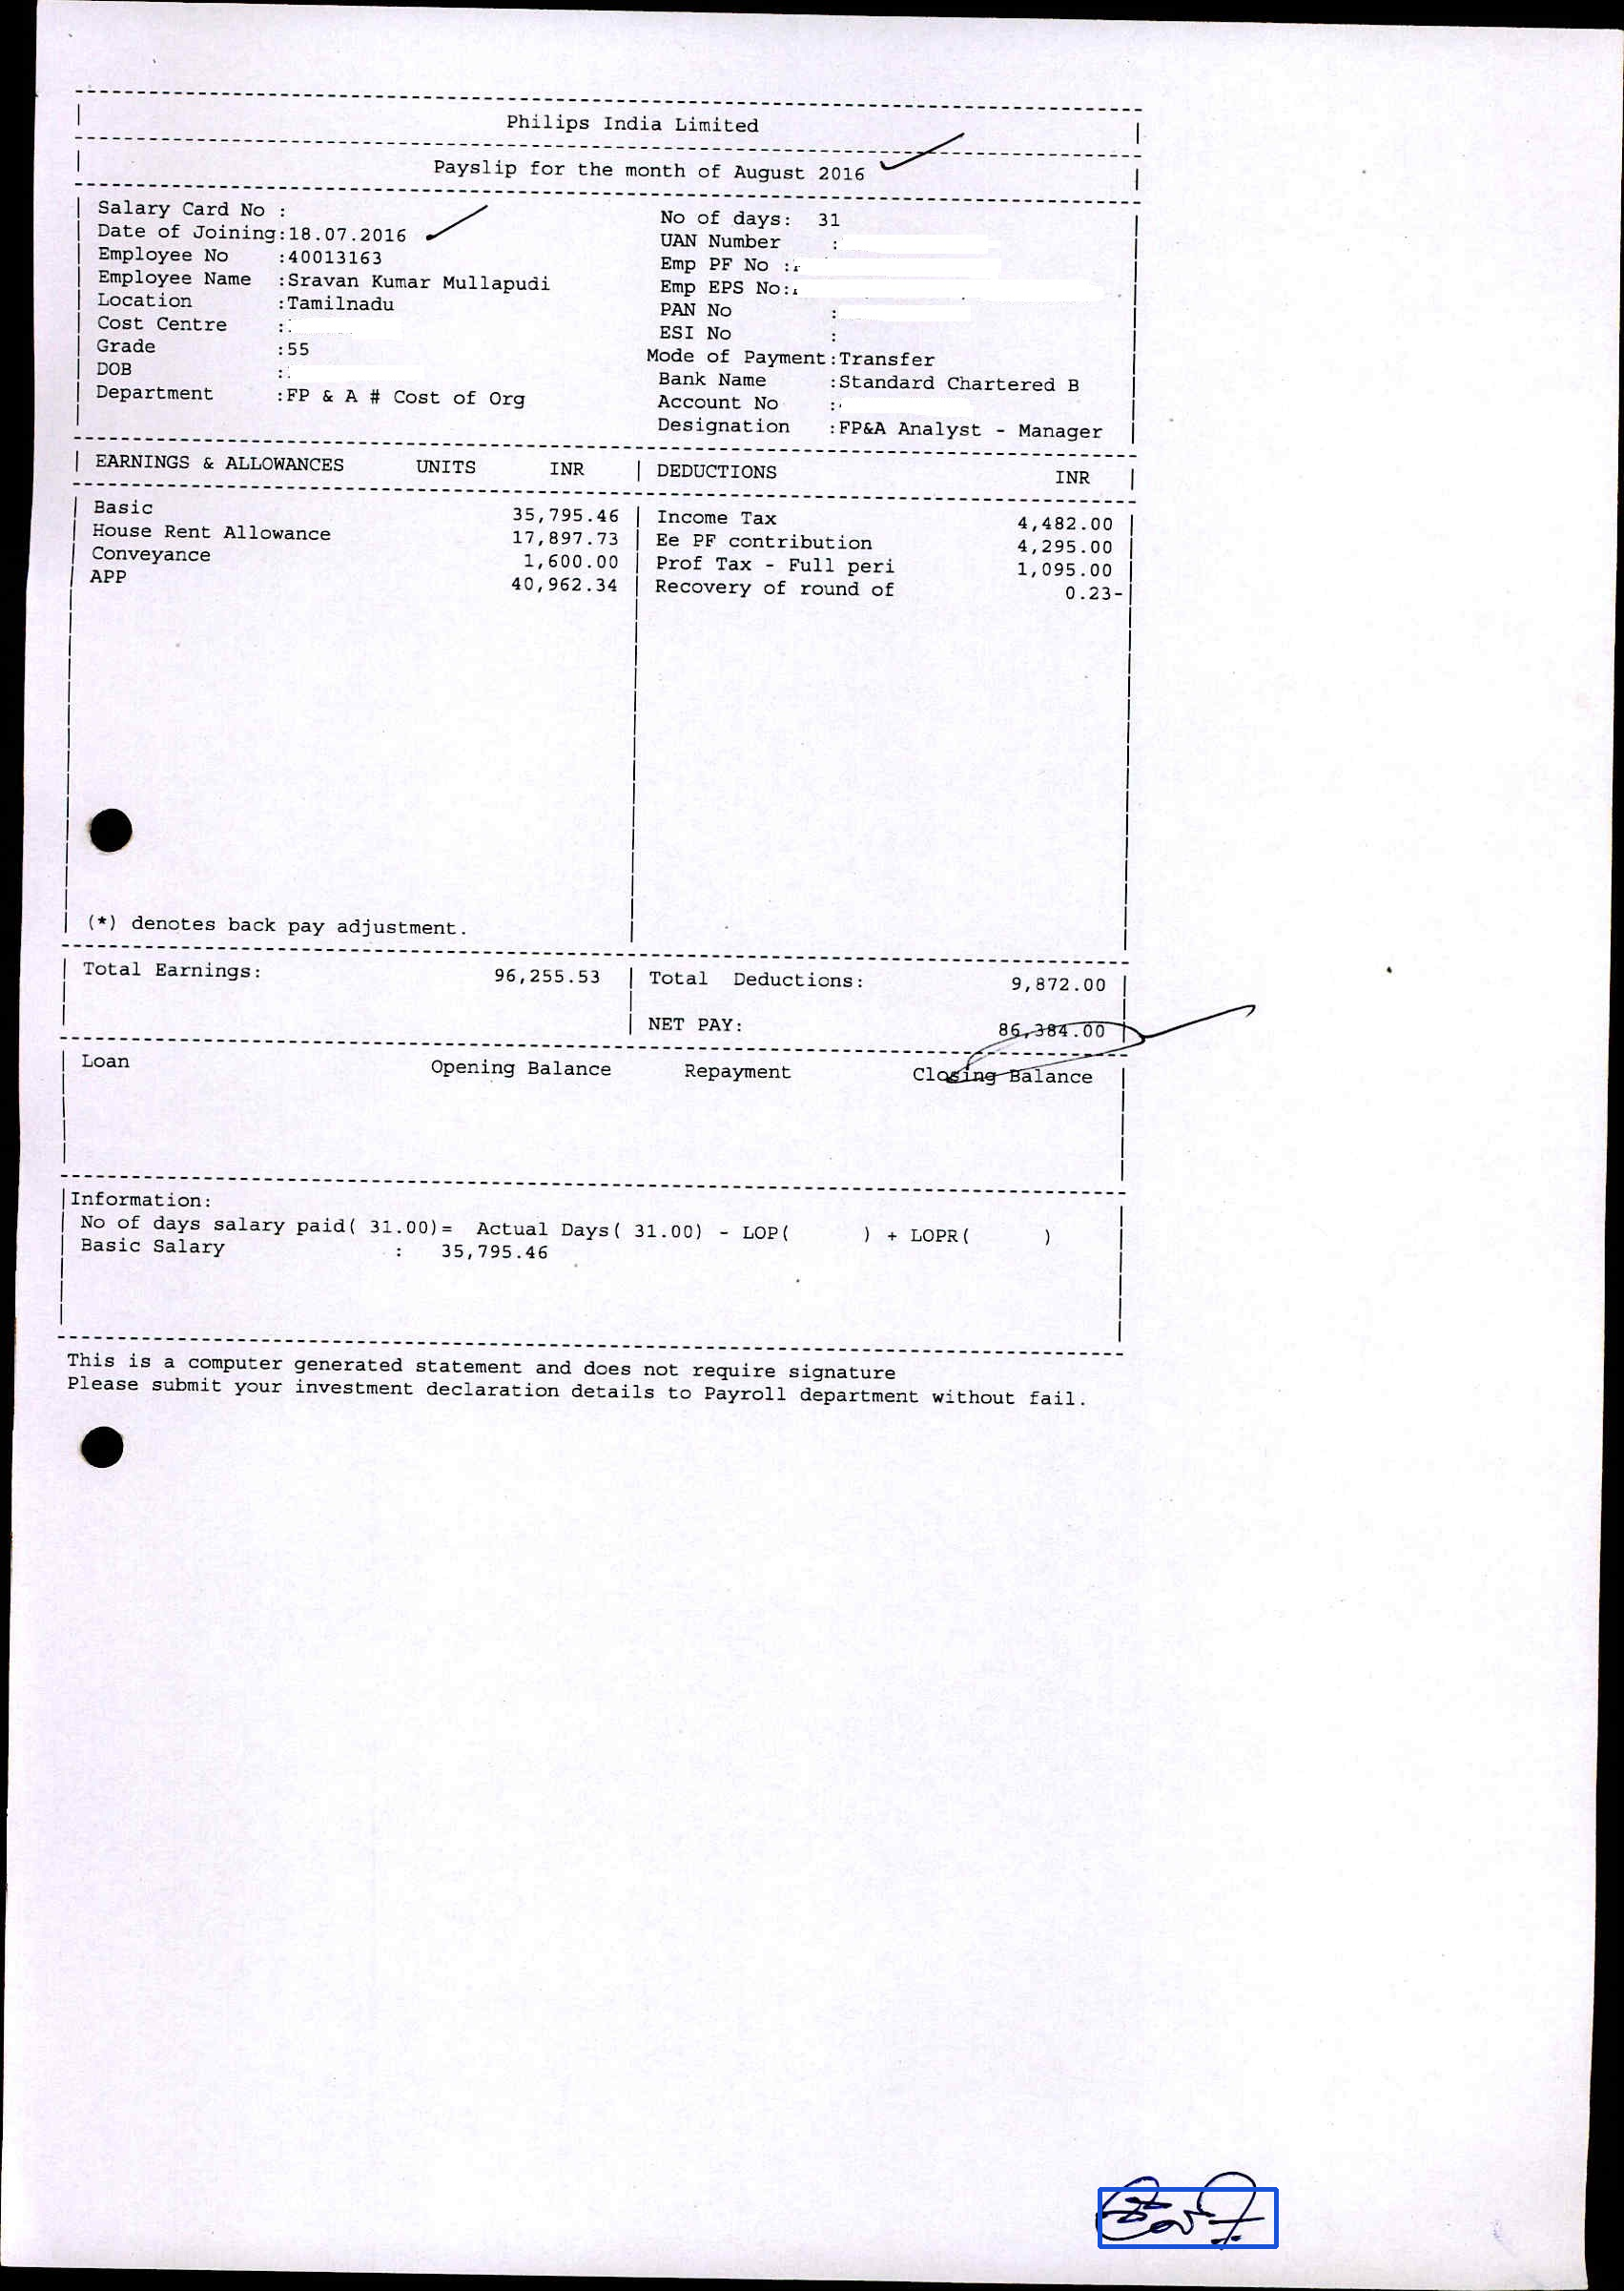 Philips India Limited
Payslip for the month of August 2016
Salary Card No :
Date of Joining:18.07.2016
Employee No :40013163
Employee Name :Sravan Kumar Mullapudi
Location :Tamilnadu
Cost Centre :
Grade :55
DOB :
Department :FP & A # Cost of Org
No of days: 31
UAN Number :
Emp PF No :
Emp EPS No:
PAN No :
ESI No :
Mode of Payment:Transfer
Bank Name :Standard Chartered B
Account No :
Designation :FP&A Analyst - Manager
EARNINGS & ALLOWANCES UNITS INR | DEDUCTIONS INR
Basic 35,795.46 | Income Tax 4,482.00
House Rent Allowance 17,897.73 | Ee PF contribution 4,295.00
Conveyance 1,600.00 | Prof Tax - Full peri 1,095.00
APP 40,962.34 | Recovery of round of 0.23-
(*) denotes back pay adjustment.
Total Earnings: 96,255.53 | Total Deductions: 9,872.00
NET PAY: 86,384.00
Loan Opening Balance Repayment Closing Balance
Information:
No of days salary paid( 31.00)= Actual Days( 31.00) - LOP( ) + LOPR( )
Basic Salary : 35,795.46
This is a computer generated statement and does not require signature
Please submit your investment declaration details to Payroll department without fail.